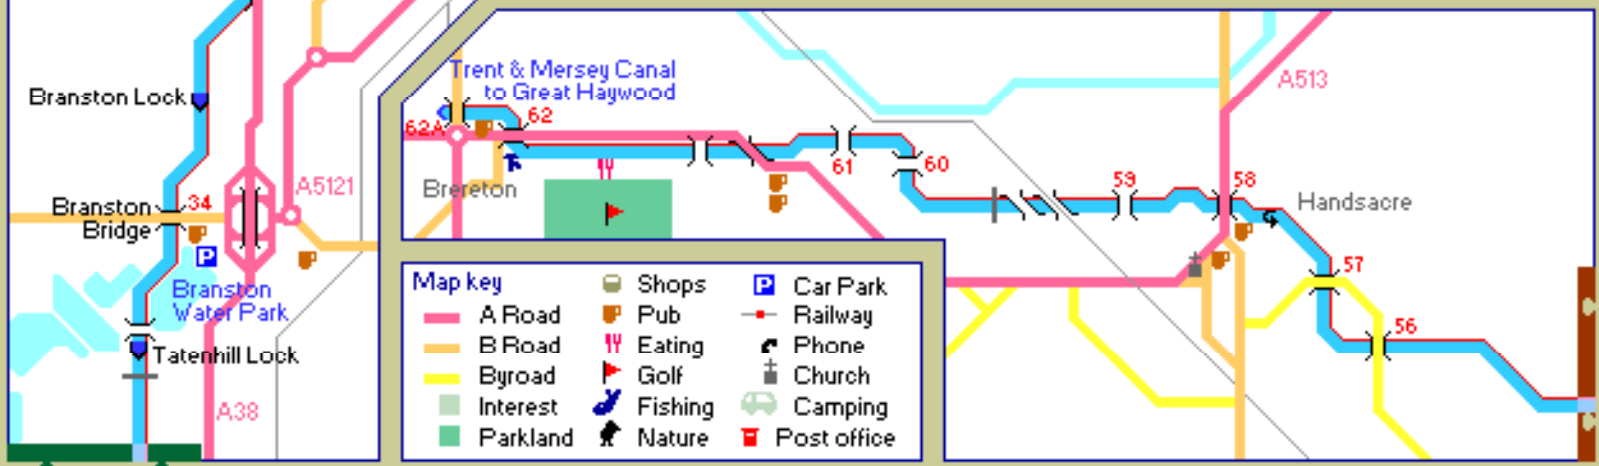 Branston Lock
Branston
Bridge
34
A5121
P
Branston
Water Park
Tatenhill Lock
A38
Trent & Mersey Canal
to Great Haywood
62A
62
Brereton
61
60
59
58
A513
Handsacre
57
56
Map key
A Road
B Road
Byroad
Interest
Parkland
Shops
Pub
Eating
Golf
Fishing
Nature
P Car Park
Railway
Phone
Church
Camping
Post office